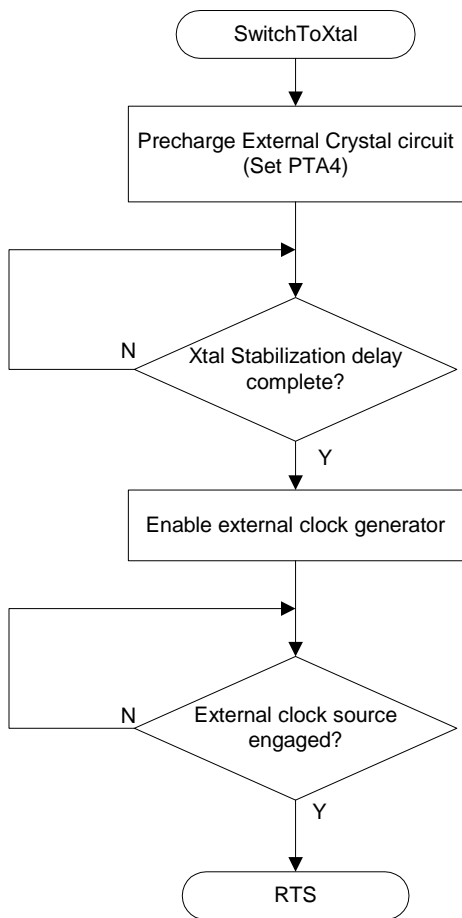 SwitchToXtal
Precharge External Crystal circuit
(Set PTA4)
N
Xtal Stabilization delay
complete?
Y
Enable external clock generator
N
External clock source
engaged?
Y
RTS